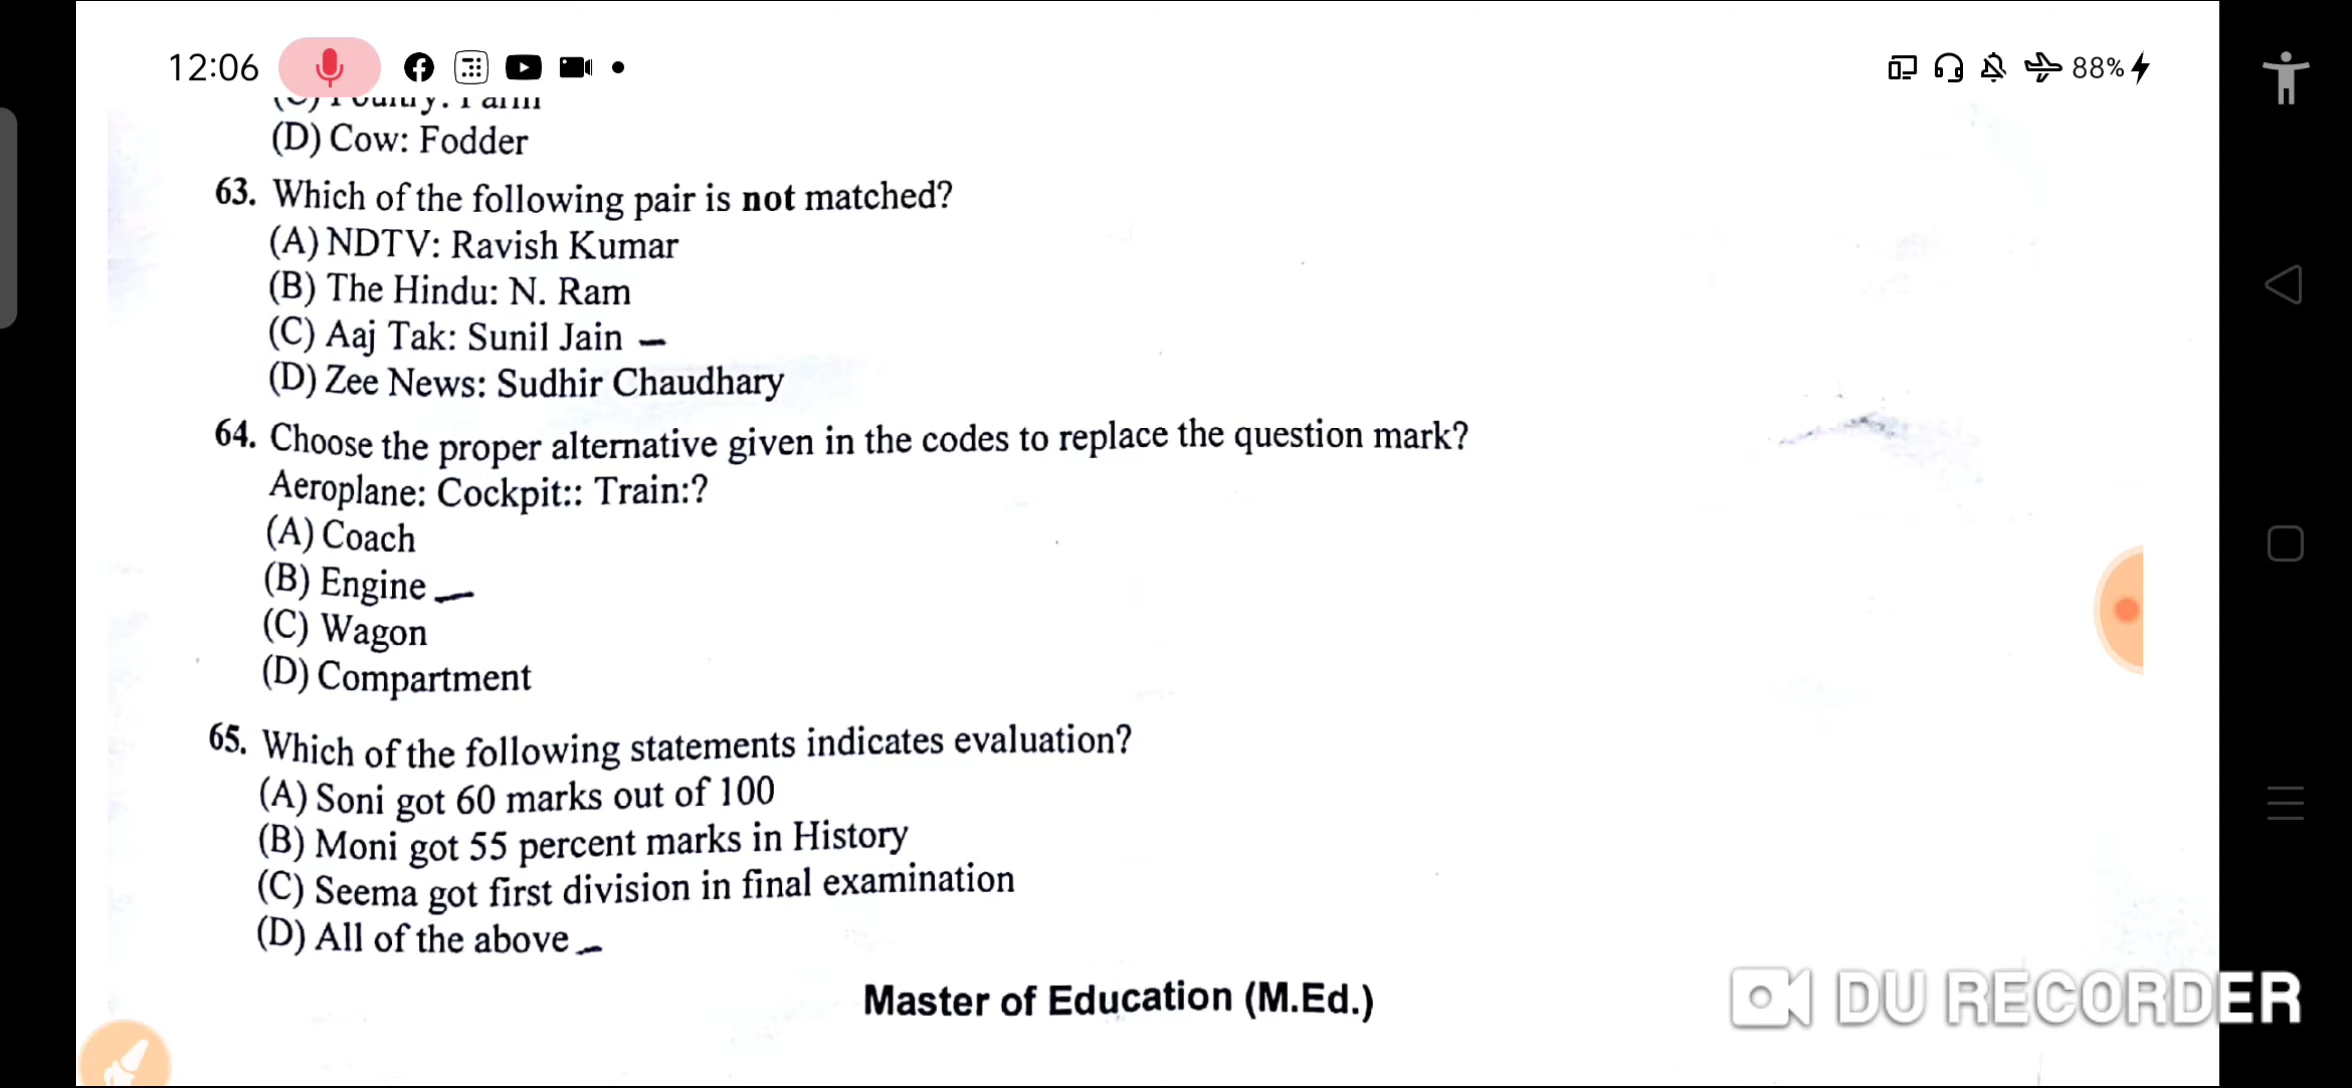 12:06
88%
(C) Poultry: Farm
(D) Cow: Fodder
63. Which of the following pair is not matched?
(A) NDTV: Ravish Kumar
(B) The Hindu: N. Ram
(C) Aaj Tak: Sunil Jain
(D) Zee News: Sudhir Chaudhary
64. Choose the proper alternative given in the codes to replace the question mark?
Aeroplane: Cockpit:: Train:?
(A) Coach
(B) Engine
(C) Wagon
(D) Compartment
65. Which of the following statements indicates evaluation?
(A) Soni got 60 marks out of 100
(B) Moni got 55 percent marks in History
(C) Seema got first division in final examination
(D) All of the above
Master of Education (M.Ed.)
DU RECORDER